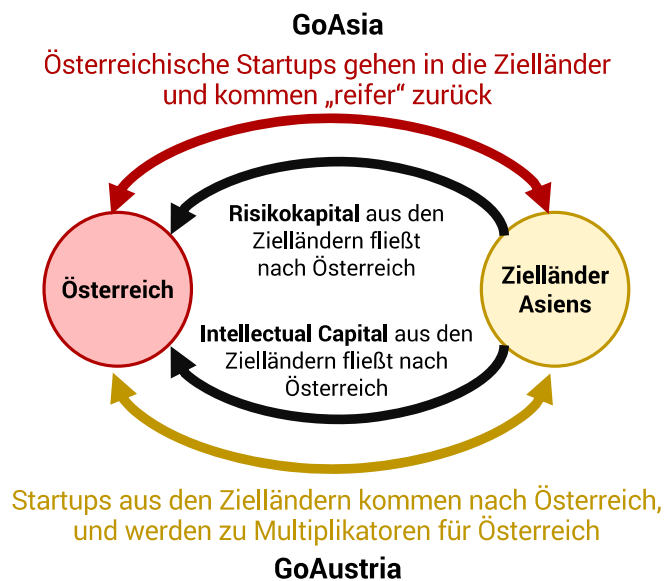 GoAsia
Österreichische Startups gehen in die Zielländer
und kommen „reifer“ zurück
Risikokapital aus den
Zielländern fließt
nach Österreich
Österreich
Zielländer
Asiens
Intellectual Capital aus den
Zielländern fließt nach
Österreich
Startups aus den Zielländern kommen nach Österreich,
und werden zu Multiplikatoren für Österreich
GoAustria